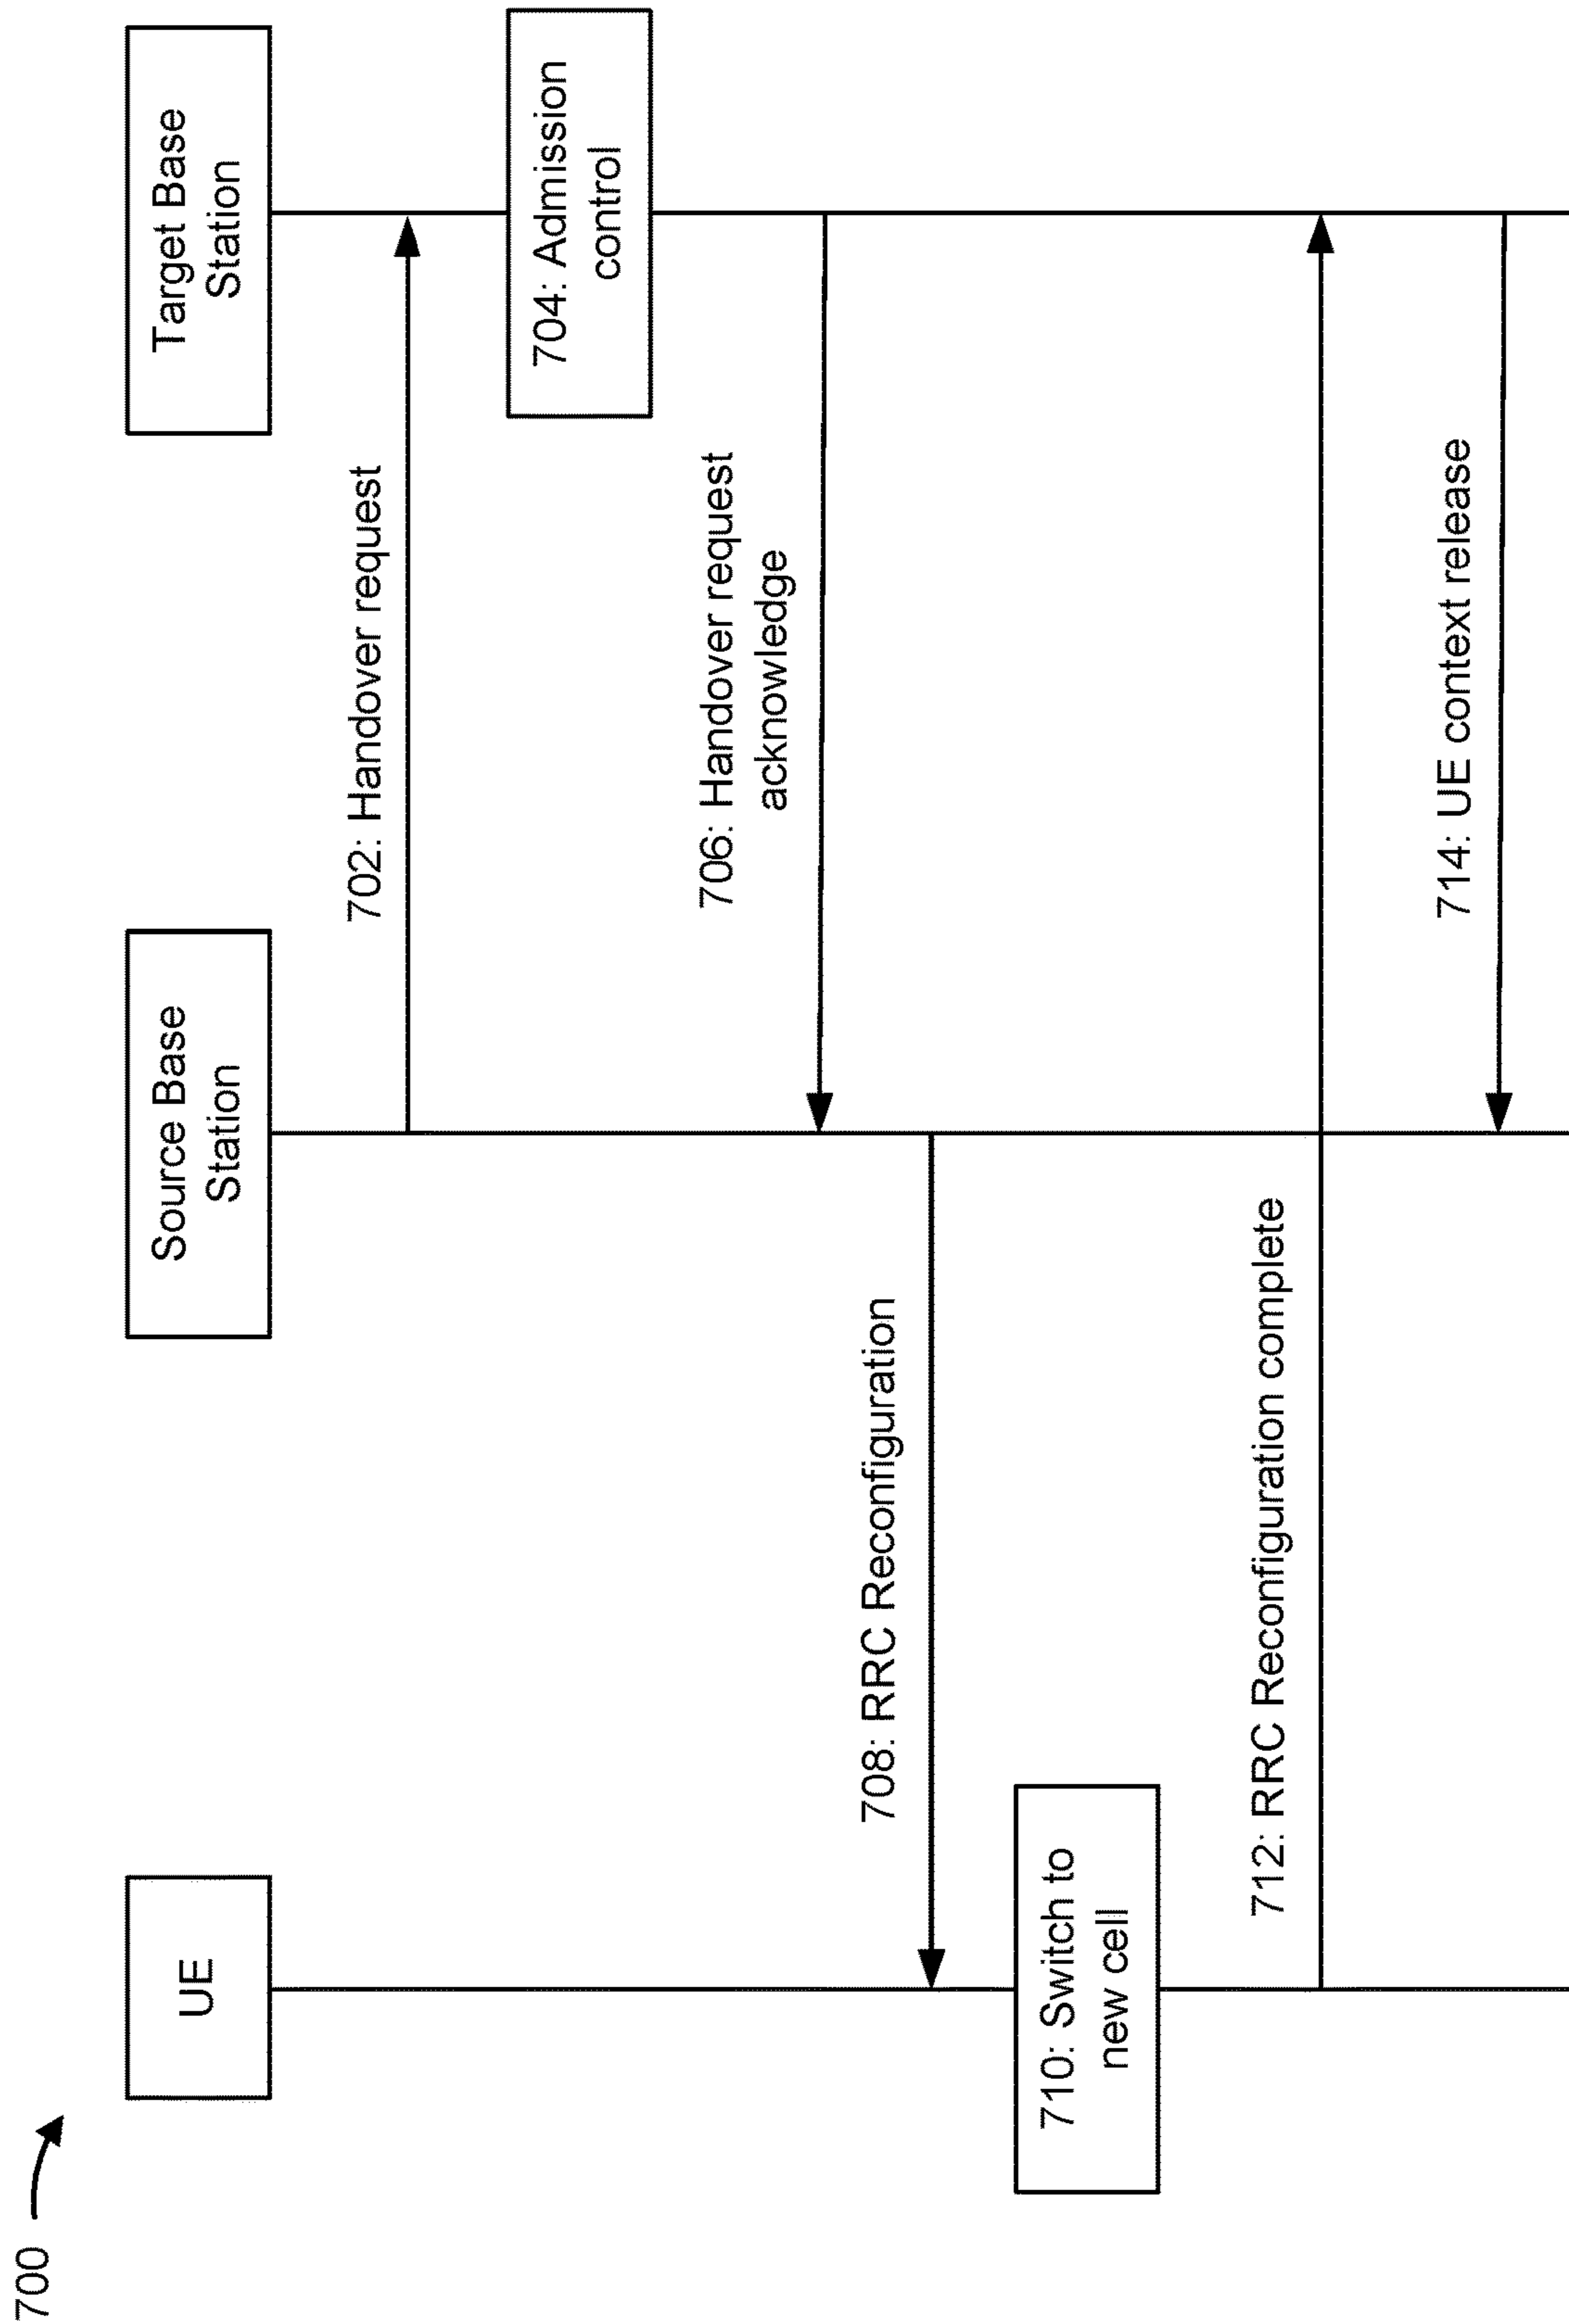 700
UE
Source Base
Station
Target Base
Station
702: Handover request
704: Admission
control
706: Handover request
acknowledge
708: RRC Reconfiguration
710: Switch to
new cell
712: RRC Reconfiguration complete
714: UE context release